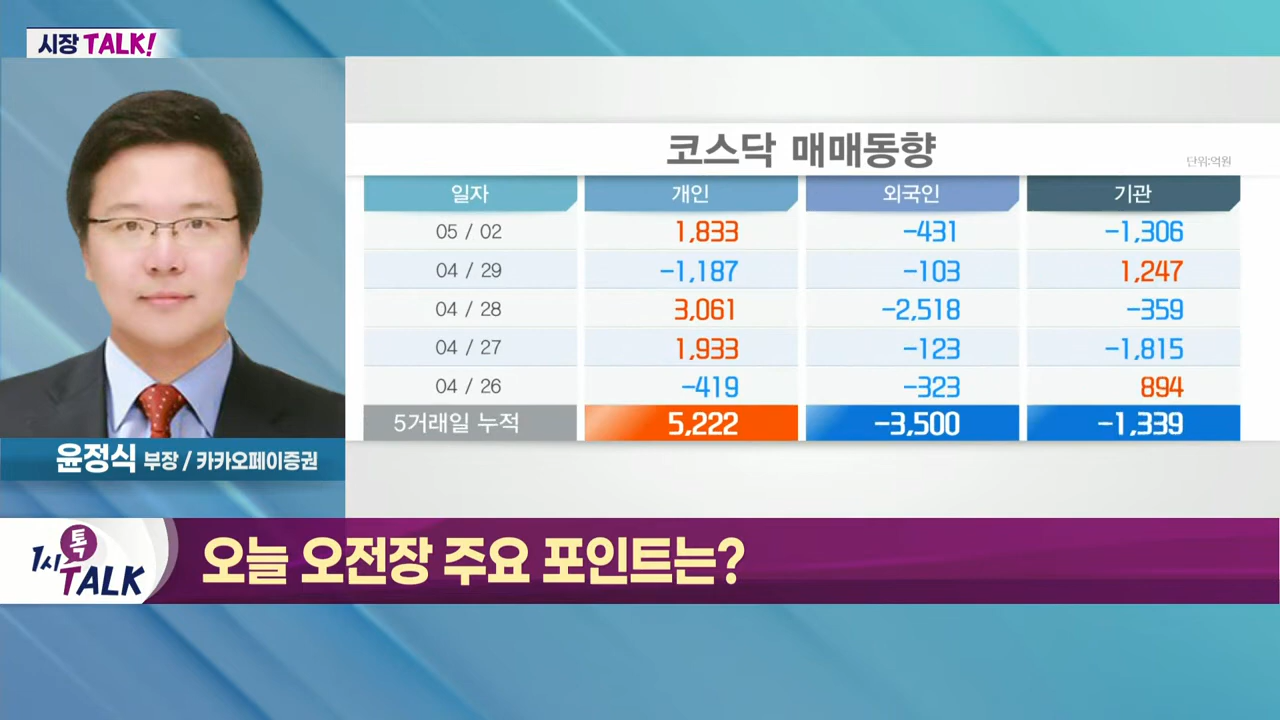 시장 TALK!
코스닥 매매동향
단위:억원
일자 개인 외국인 기관
05 / 02 1,833 -431 -1,306
04 / 29 -1,187 -103 1,247
04 / 28 3,061 -2,518 -359
04 / 27 1,933 -123 -1,815
04 / 26 -419 -323 894
5거래일 누적 5,222 -3,500 -1,339
윤정식 부장 / 카카오페이증권
1시 톡 TALK
오늘 오전장 주요 포인트는?